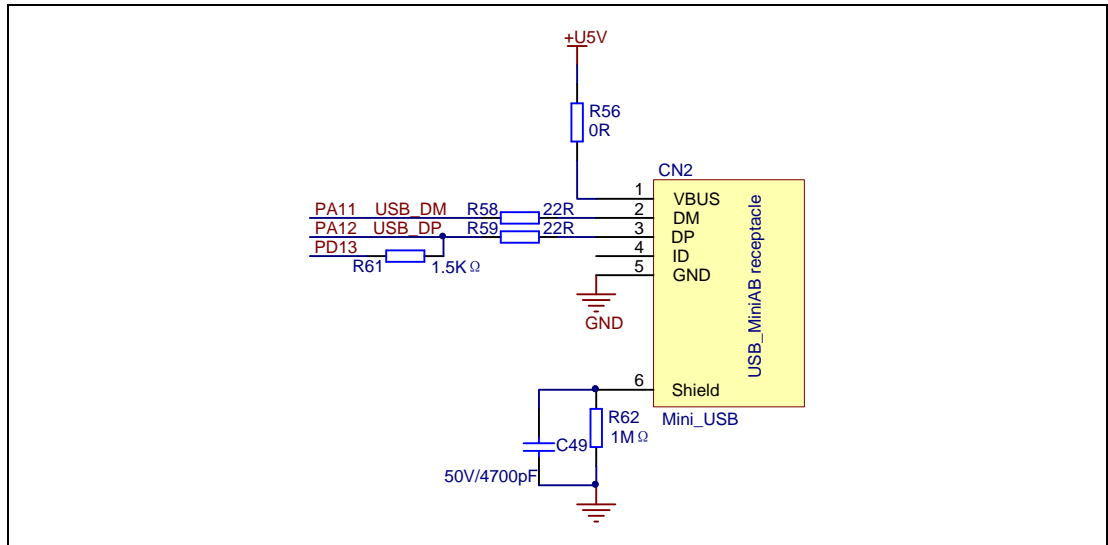 +U5V
R56
0R
CN2
1 VBUS
PA11 USB_DM R58 22R 2 DM
PA12 USB_DP R59 22R 3 DP
PD13 4 ID
R61 1.5KΩ 5 GND
GND
USB_MiniAB receptacle
6 Shield
R62 Mini_USB
1MΩ
C49
50V/4700pF